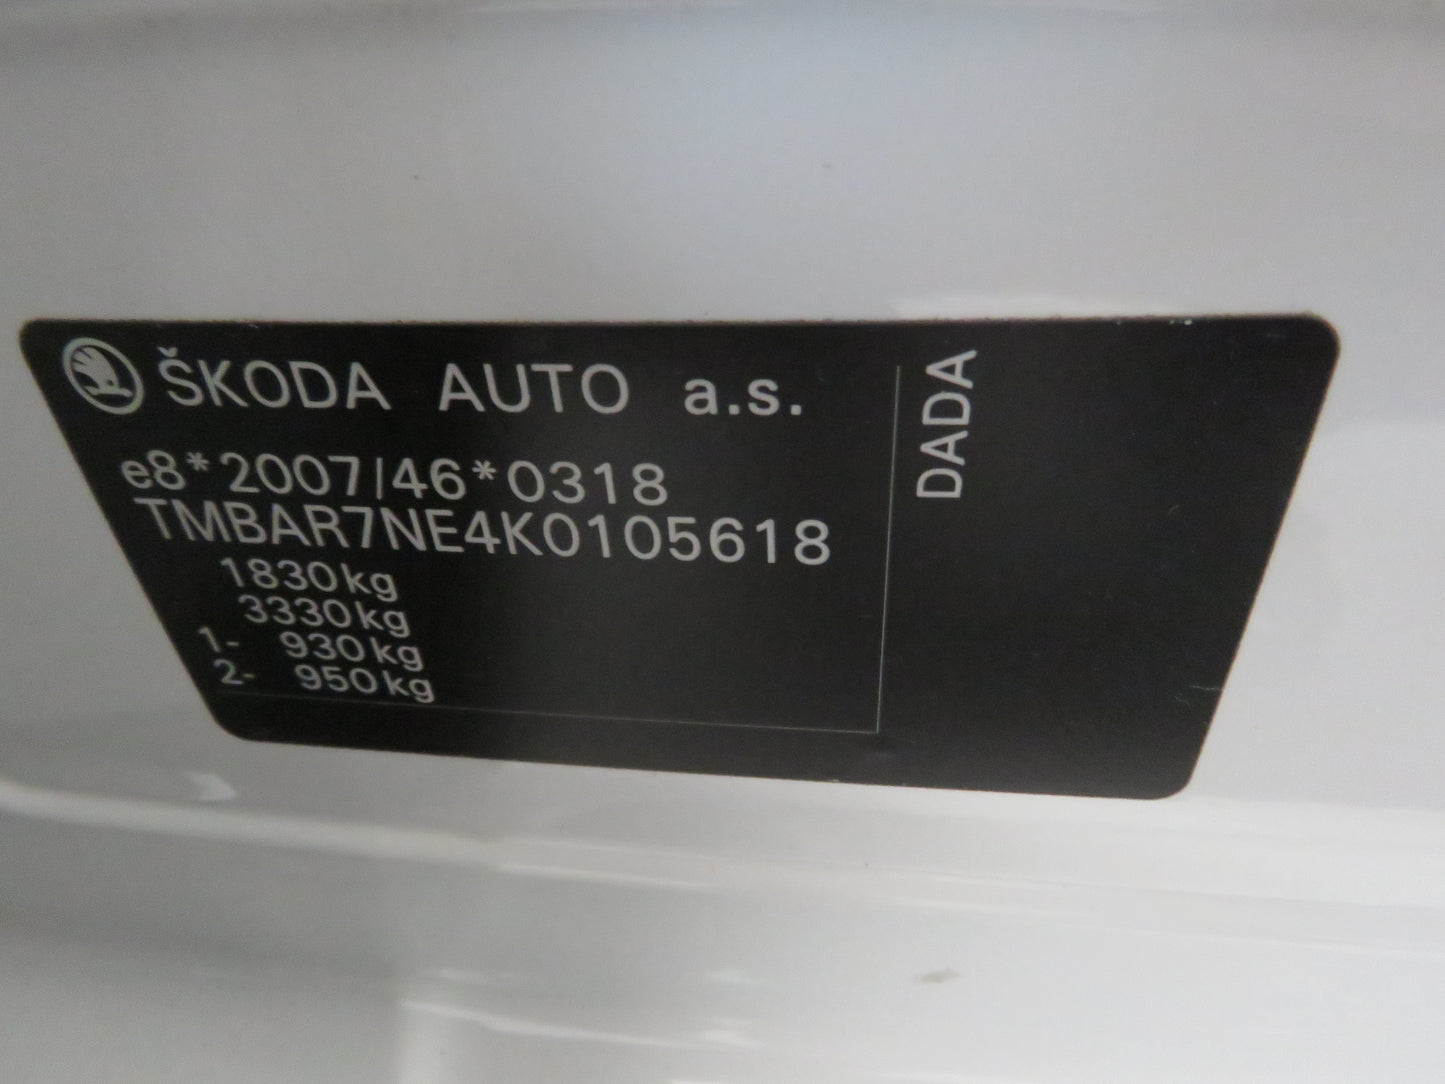 ŠKODA AUTO a.s.
e8*2007/46*0318
TMBAR7NE4K0105618
1830kg
3330kg
1- 930kg
2- 950kg
DADA